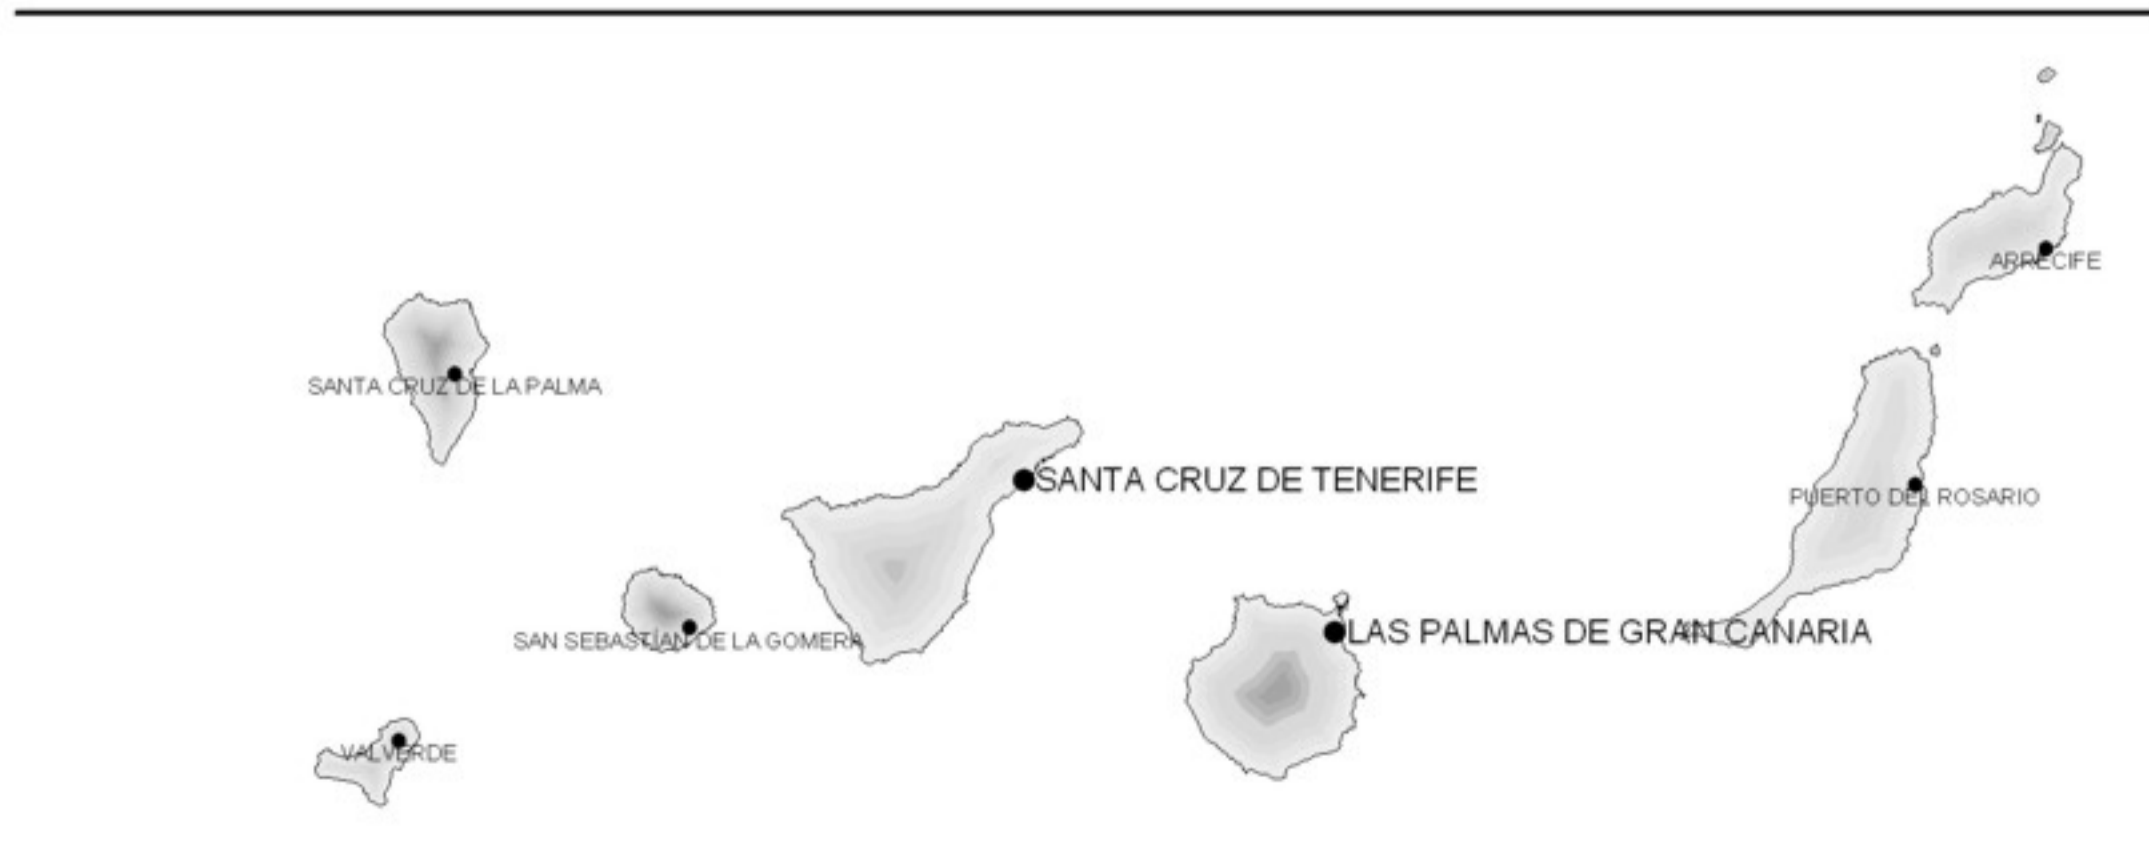 ARRECIFE
SANTA CRUZ DE LA PALMA
SANTA CRUZ DE TENERIFE
PUERTO DEL ROSARIO
LAS PALMAS DE GRAN CANARIA
SAN SEBASTÍAN DE LA GOMERA
VALVERDE